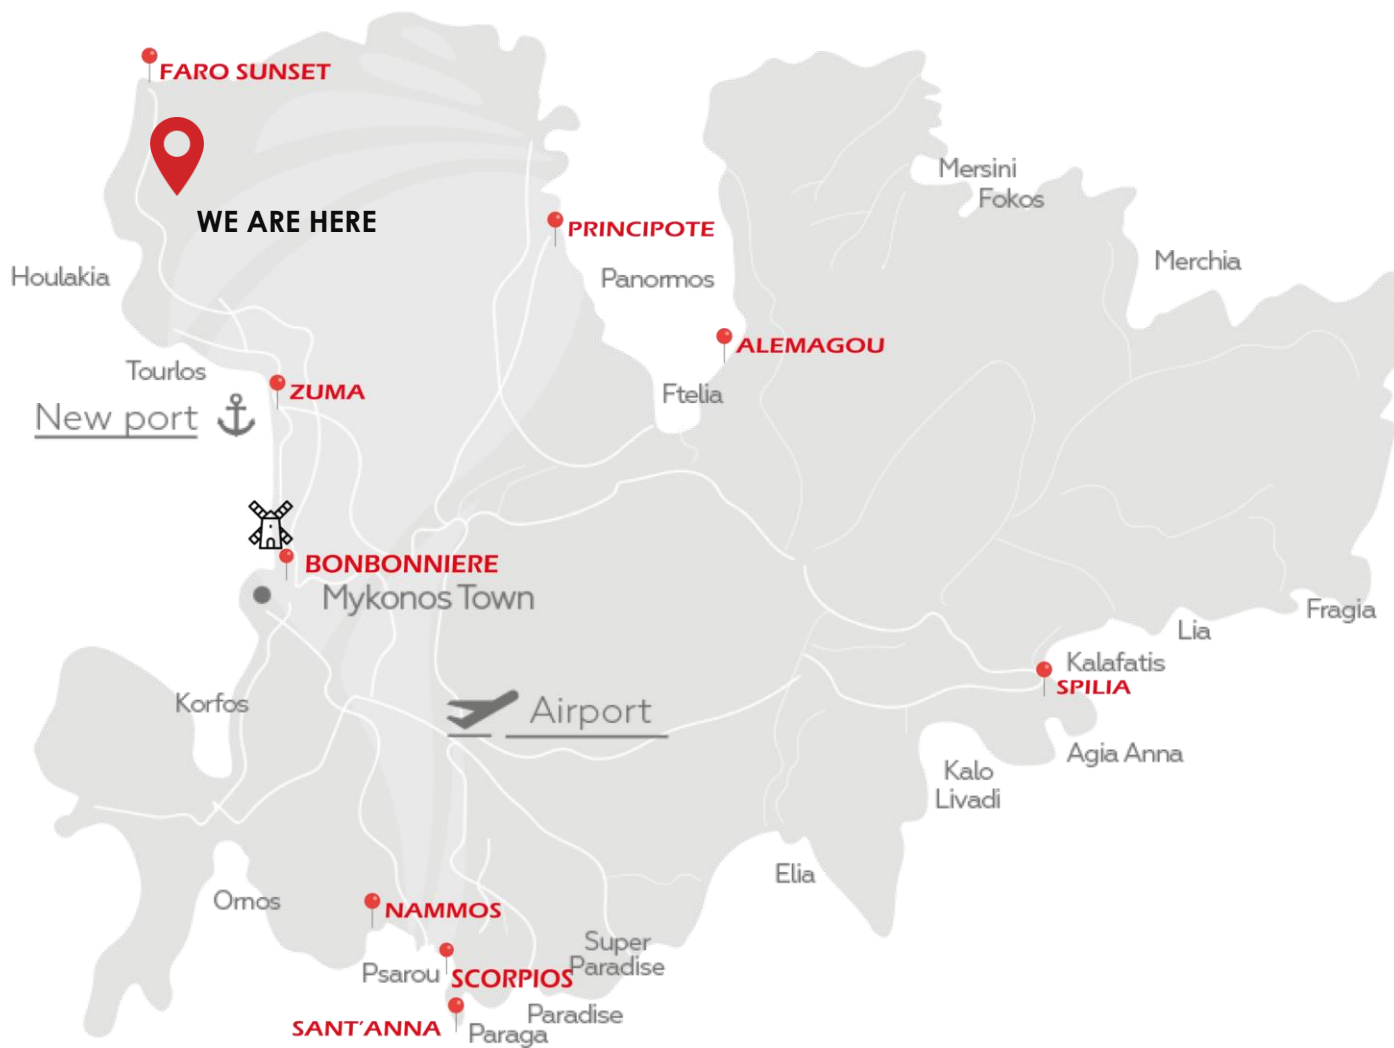 FARO SUNSET
WE ARE HERE
Mersini
Fokos
PRINCIPOTE
Merchia
Houlakia
Panormos
ALEMAGOU
Tourlos
ZUMA
Ftelia
New port
BONBONNIERE
Mykonos Town
Fragia
Lia
Kalafatis
SPILIA
Korfos
Airport
Agia Anna
Kalo
Livadi
Elia
Ornos
NAMMOS
Super
Paradise
Psarou
SCORPIOS
Paradise
SANT'ANNA
Paraga